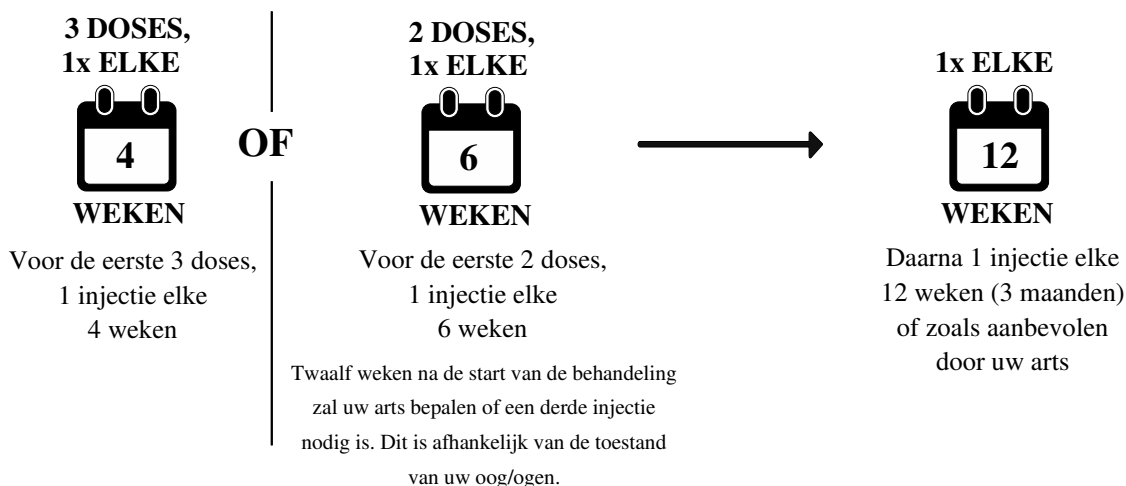 3 DOSES,
1x ELKE
4
WEKEN
Voor de eerste 3 doses,
1 injectie elke
4 weken
OF
2 DOSES,
1x ELKE
6
WEKEN
Voor de eerste 2 doses,
1 injectie elke
6 weken
Twaalf weken na de start van de behandeling
zal uw arts bepalen of een derde injectie
nodig is. Dit is afhankelijk van de toestand
van uw oog/ogen.
1x ELKE
12
WEKEN
Daarna 1 injectie elke
12 weken (3 maanden)
of zoals aanbevolen
door uw arts